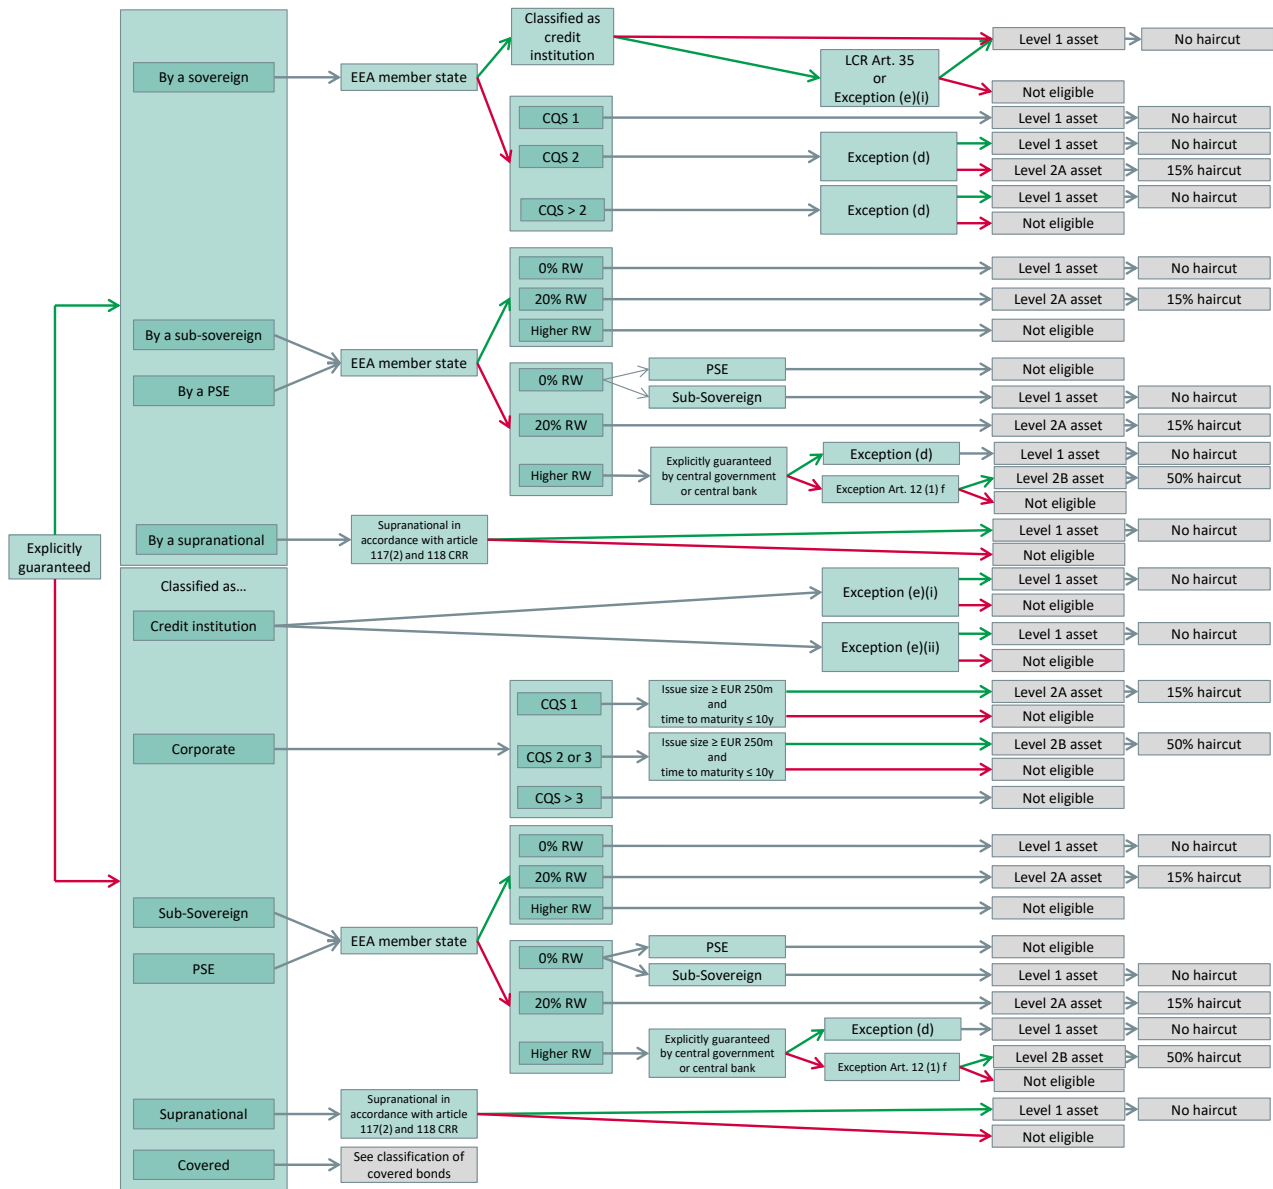 Classified as
credit
institution
Level 1 asset
No haircut
By a sovereign
EEA member state
LCR Art. 35
or
Exception (e)(i)
Not eligible
CQS 1
Level 1 asset
No haircut
CQS 2
Exception (d)
Level 1 asset
No haircut
Level 2A asset
15% haircut
CQS > 2
Exception (d)
Level 1 asset
No haircut
Not eligible
0% RW
Level 1 asset
No haircut
20% RW
Level 2A asset
15% haircut
Higher RW
Not eligible
By a sub-sovereign
By a PSE
EEA member state
0% RW
PSE
Not eligible
Sub-Sovereign
Level 1 asset
No haircut
20% RW
Level 2A asset
15% haircut
Higher RW
Explicitly guaranteed
by central government
or central bank
Exception (d)
Level 1 asset
No haircut
Exception Art. 12 (1) f
Level 2B asset
50% haircut
Not eligible
By a supranational
Supranational in
accordance with article
117(2) and 118 CRR
Level 1 asset
No haircut
Not eligible
Explicitly
guaranteed
Classified as...
Credit institution
Exception (e)(i)
Level 1 asset
No haircut
Not eligible
Exception (e)(ii)
Level 1 asset
No haircut
Not eligible
Corporate
CQS 1
Issue size ≥ EUR 250m
and
time to maturity ≤ 10y
Level 2A asset
15% haircut
Not eligible
CQS 2 or 3
Issue size ≥ EUR 250m
and
time to maturity ≤ 10y
Level 2B asset
50% haircut
Not eligible
CQS > 3
Not eligible
0% RW
Level 1 asset
No haircut
20% RW
Level 2A asset
15% haircut
Higher RW
Not eligible
Sub-Sovereign
PSE
EEA member state
0% RW
PSE
Not eligible
Sub-Sovereign
Level 1 asset
No haircut
20% RW
Level 2A asset
15% haircut
Higher RW
Explicitly guaranteed
by central government
or central bank
Exception (d)
Level 1 asset
No haircut
Exception Art. 12 (1) f
Level 2B asset
50% haircut
Not eligible
Supranational
Supranational in
accordance with article
117(2) and 118 CRR
Level 1 asset
No haircut
Not eligible
Covered
See classification of
covered bonds